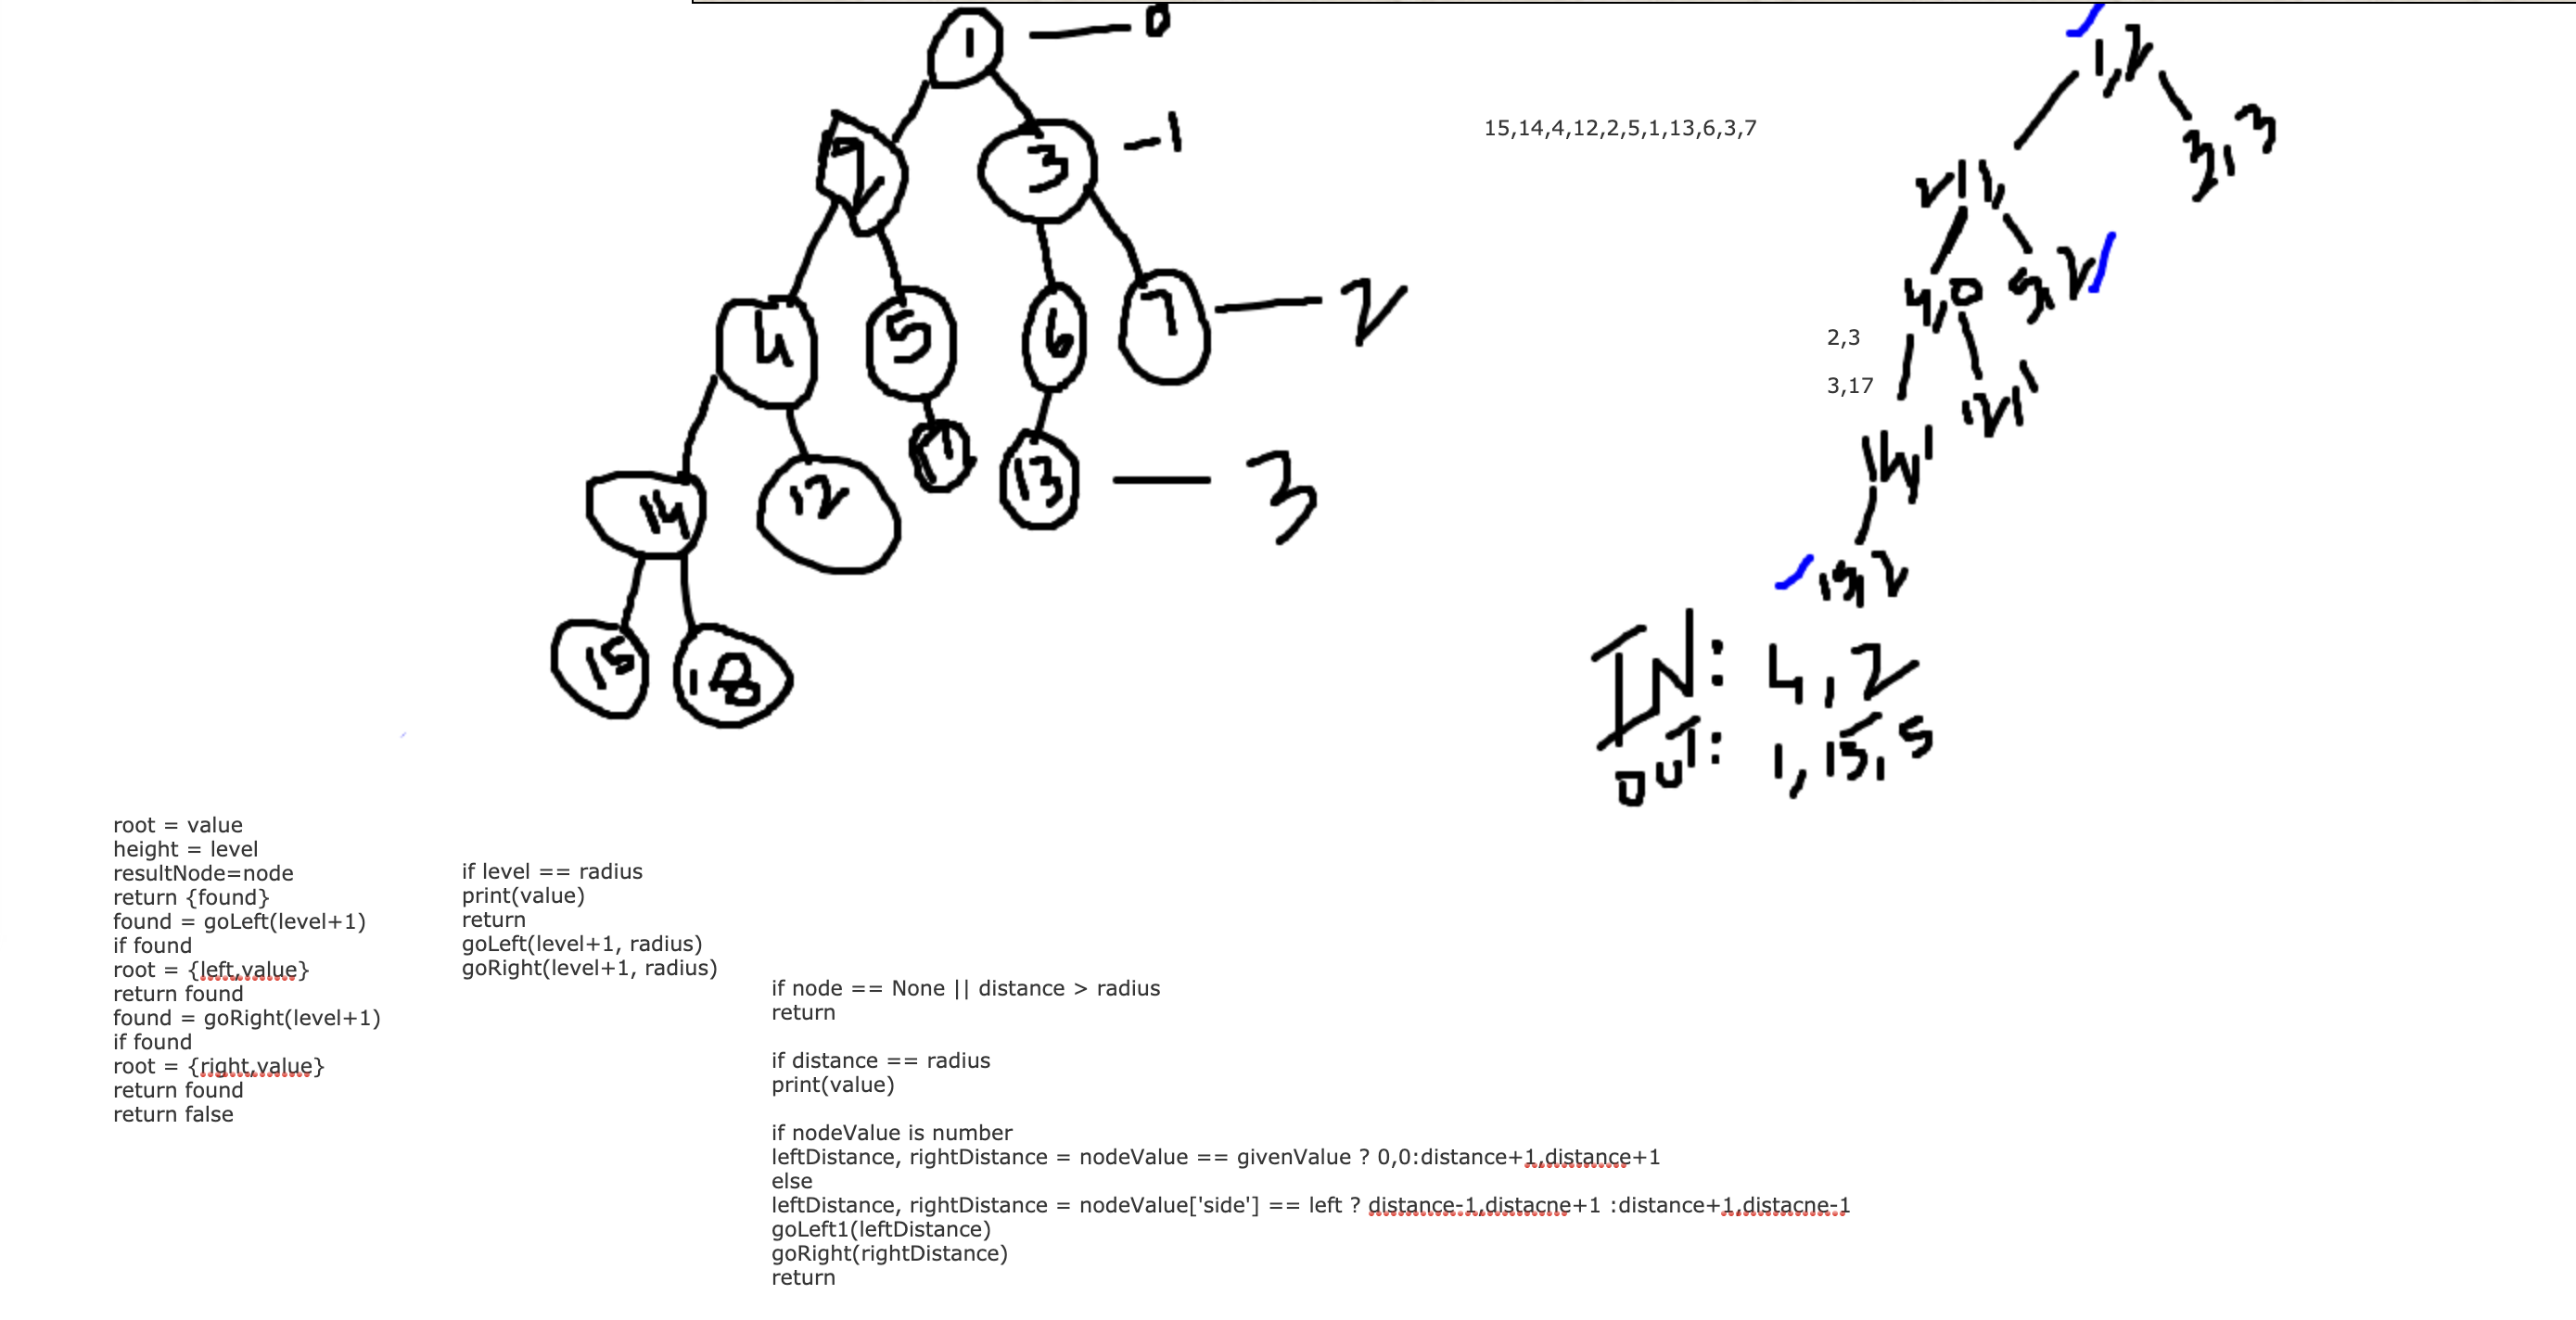 1 0
2 3 -1
4 5 6 7 2
14 12 13 3
15 18
15,14,4,12,2,5,1,13,6,3,7
1,2
2,1, 3,3
4,0 5,2
2,3
3,17
14,1 12,1
15,2
IN: 4,2
OUT: 1,15,5
root = value
height = level
resultNode=node
return {found}
found = goLeft(level+1)
if found
root = {left,value}
return found
found = goRight(level+1)
if found
root = {right,value}
return found
return false
if level == radius
print(value)
return
goLeft(level+1, radius)
goRight(level+1, radius)
if node == None || distance > radius
return
if distance == radius
print(value)
if nodeValue is number
leftDistance, rightDistance = nodeValue == givenValue ? 0,0:distance+1,distance+1
else
leftDistance, rightDistance = nodeValue['side'] == left ? distance-1,distacne+1 :distance+1,distacne-1
goLeft1(leftDistance)
goRight(rightDistance)
return